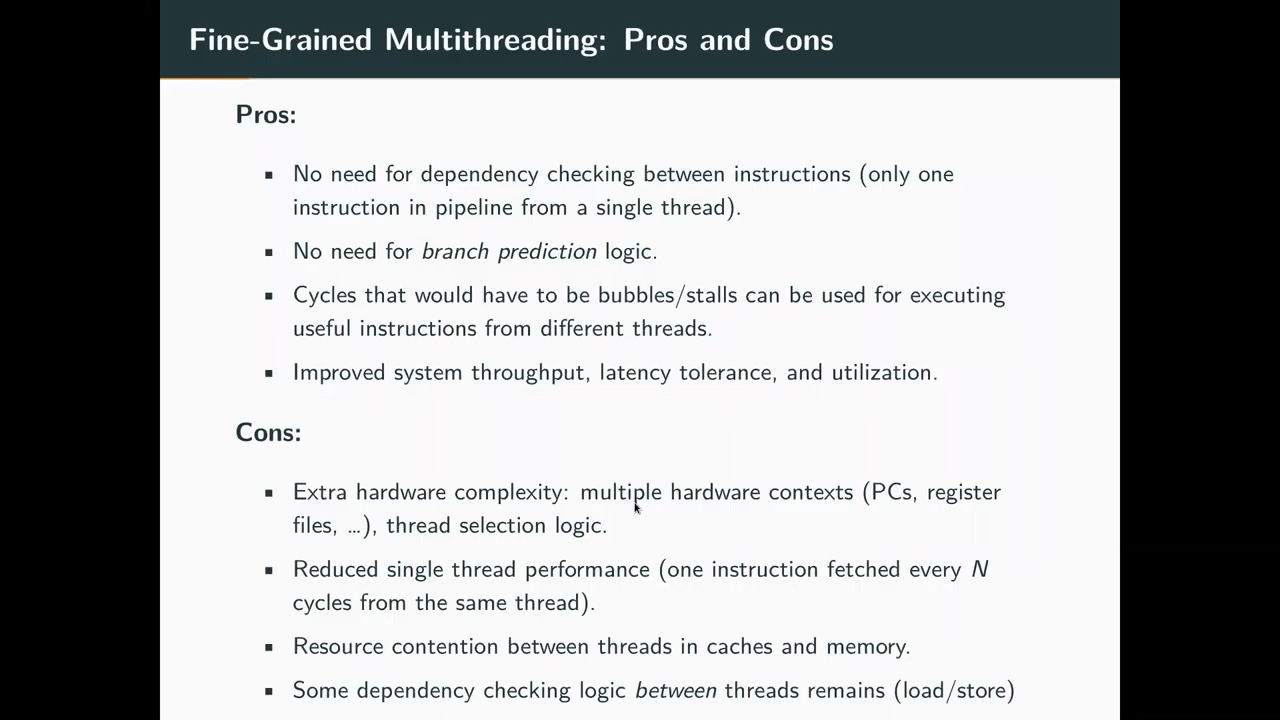 Fine-Grained Multithreading: Pros and Cons
Pros:
▪ No need for dependency checking between instructions (only one
instruction in pipeline from a single thread).
▪ No need for branch prediction logic.
▪ Cycles that would have to be bubbles/stalls can be used for executing
useful instructions from different threads.
▪ Improved system throughput, latency tolerance, and utilization.
Cons:
▪ Extra hardware complexity: multiple hardware contexts (PCs, register
files, …), thread selection logic.
▪ Reduced single thread performance (one instruction fetched every N
cycles from the same thread).
▪ Resource contention between threads in caches and memory.
▪ Some dependency checking logic between threads remains (load/store)